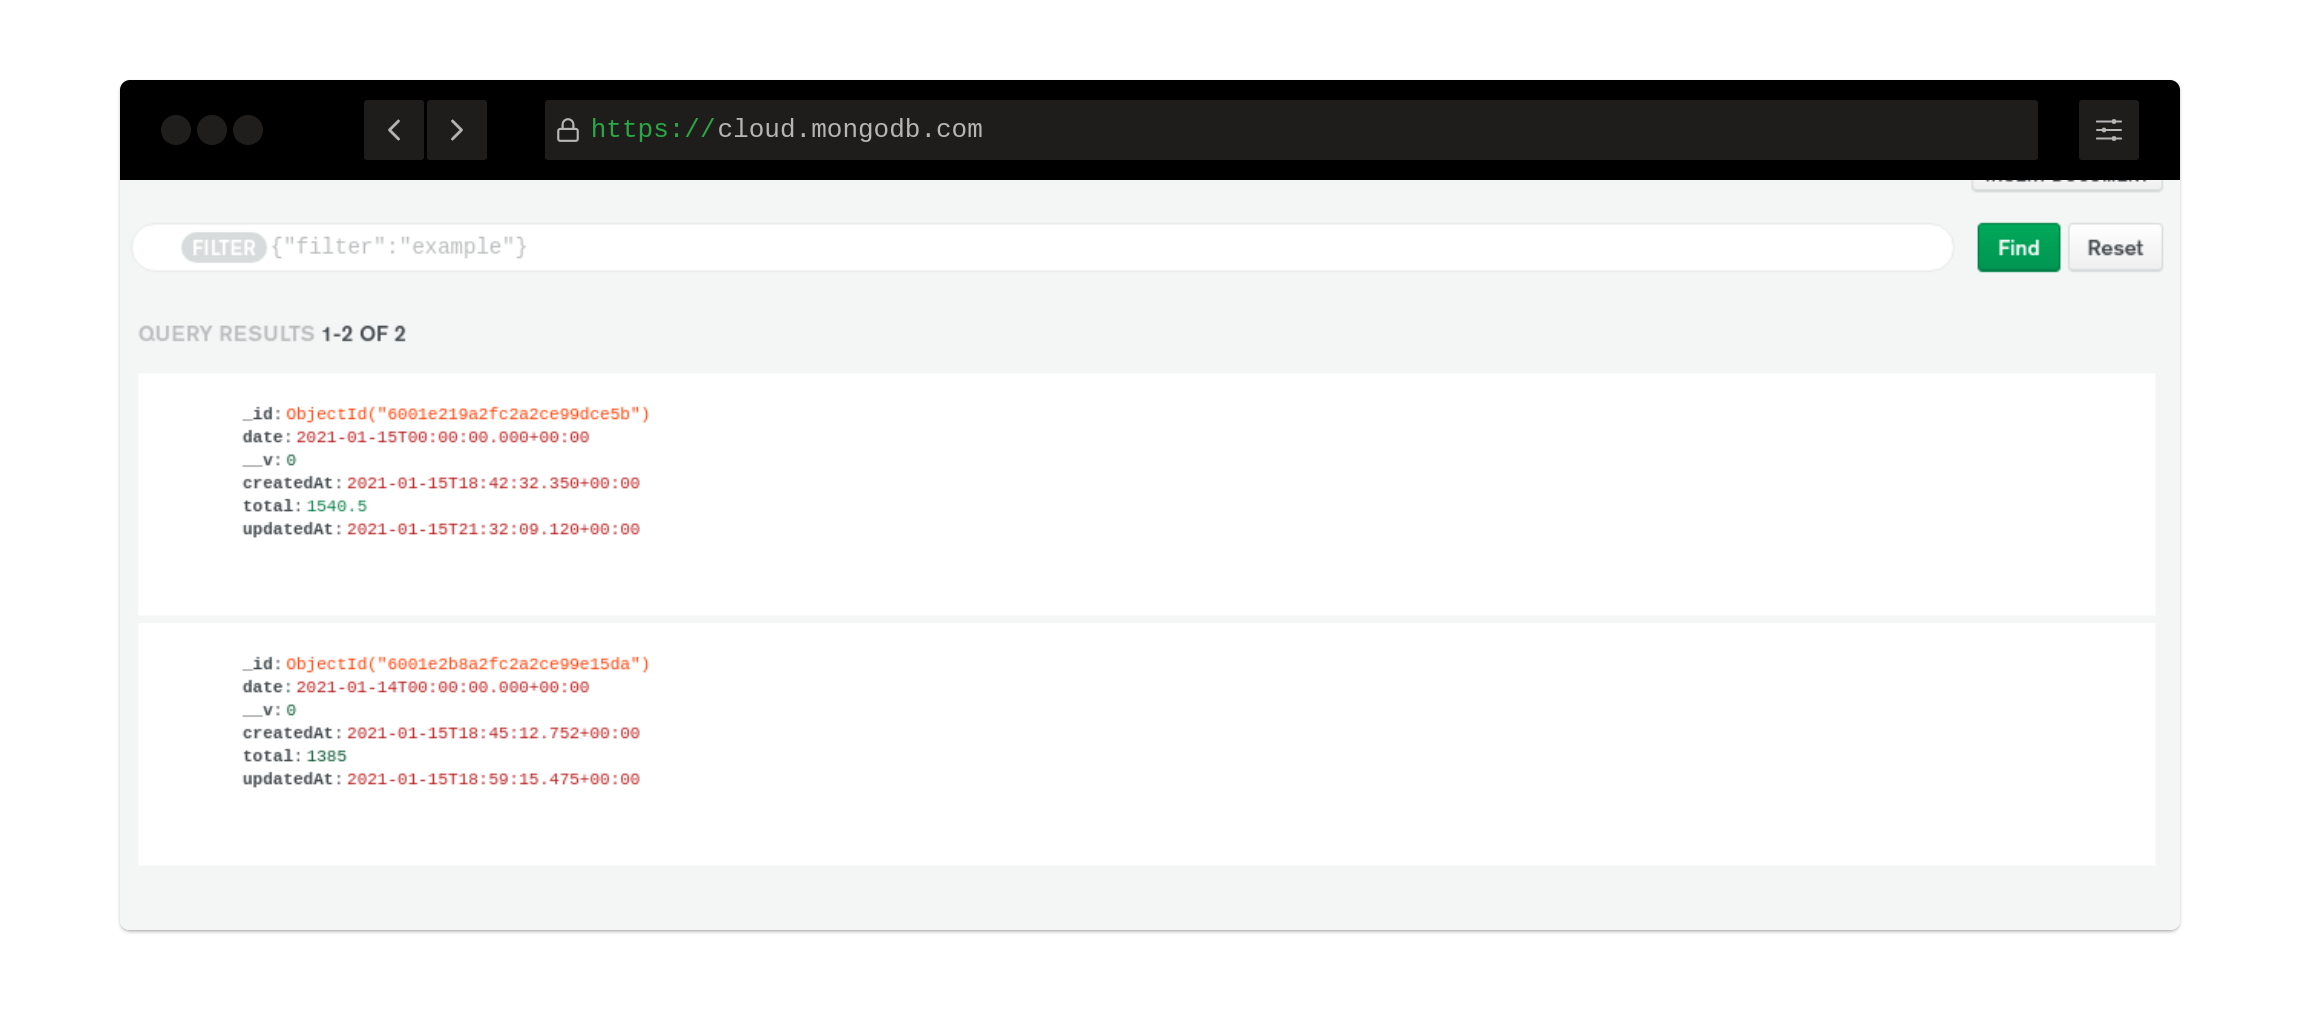 https://cloud.mongodb.com
INSERT DOCUMENT
FILTER {"filter":"example"}
Find
Reset
QUERY RESULTS 1-2 OF 2
_id: ObjectId("6001e219a2fc2a2ce99dce5b")
date: 2021-01-15T00:00:00.000+00:00
__v: 0
createdAt: 2021-01-15T18:42:32.350+00:00
total: 1540.5
updatedAt: 2021-01-15T21:32:09.120+00:00
_id: ObjectId("6001e2b8a2fc2a2ce99e15da")
date: 2021-01-14T00:00:00.000+00:00
__v: 0
createdAt: 2021-01-15T18:45:12.752+00:00
total: 1385
updatedAt: 2021-01-15T18:59:15.475+00:00